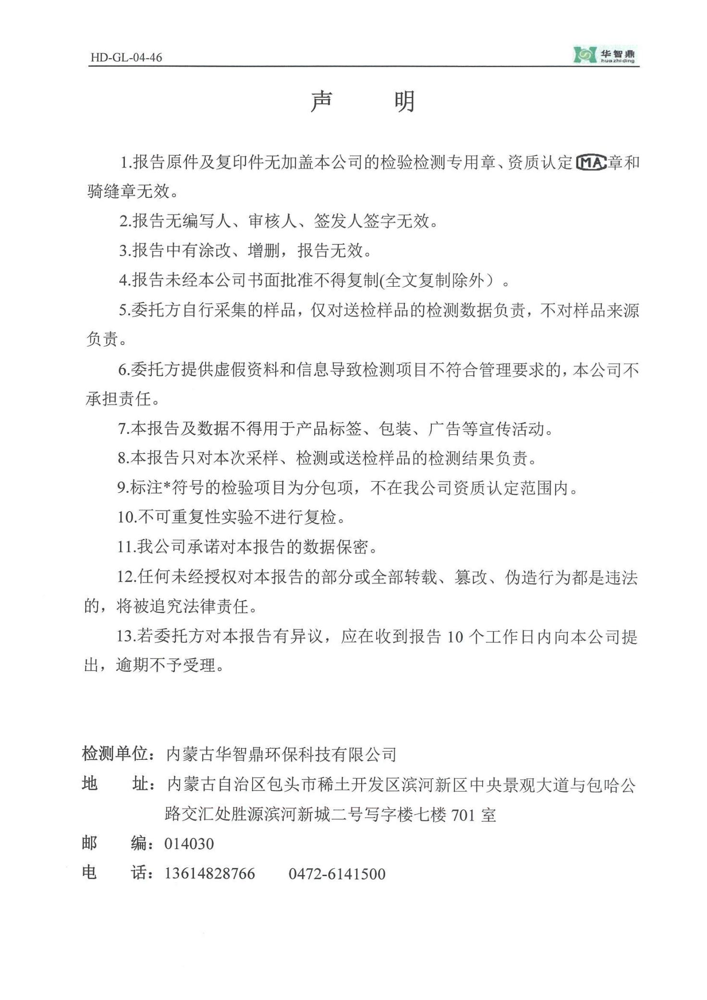 HD-GL-04-46
华智鼎
huazhiding
声 明
1.报告原件及复印件无加盖本公司的检验检测专用章、资质认定MA章和
骑缝章无效。
2.报告无编写人、审核人、签发人签字无效。
3.报告中有涂改、增删，报告无效。
4.报告未经本公司书面批准不得复制(全文复制除外）。
5.委托方自行采集的样品，仅对送检样品的检测数据负责，不对样品来源
负责。
6.委托方提供虚假资料和信息导致检测项目不符合管理要求的，本公司不
承担责任。
7.本报告及数据不得用于产品标签、包装、广告等宣传活动。
8.本报告只对本次采样、检测或送检样品的检测结果负责。
9.标注*符号的检验项目为分包项，不在我公司资质认定范围内。
10.不可重复性实验不进行复检。
11.我公司承诺对本报告的数据保密。
12.任何未经授权对本报告的部分或全部转载、篡改、伪造行为都是违法
的，将被追究法律责任。
13.若委托方对本报告有异议，应在收到报告 10 个工作日内向本公司提
出，逾期不予受理。
检测单位：内蒙古华智鼎环保科技有限公司
地 址：内蒙古自治区包头市稀土开发区滨河新区中央景观大道与包哈公
路交汇处胜源滨河新城二号写字楼七楼 701 室
邮 编：014030
电 话：13614828766 0472-6141500